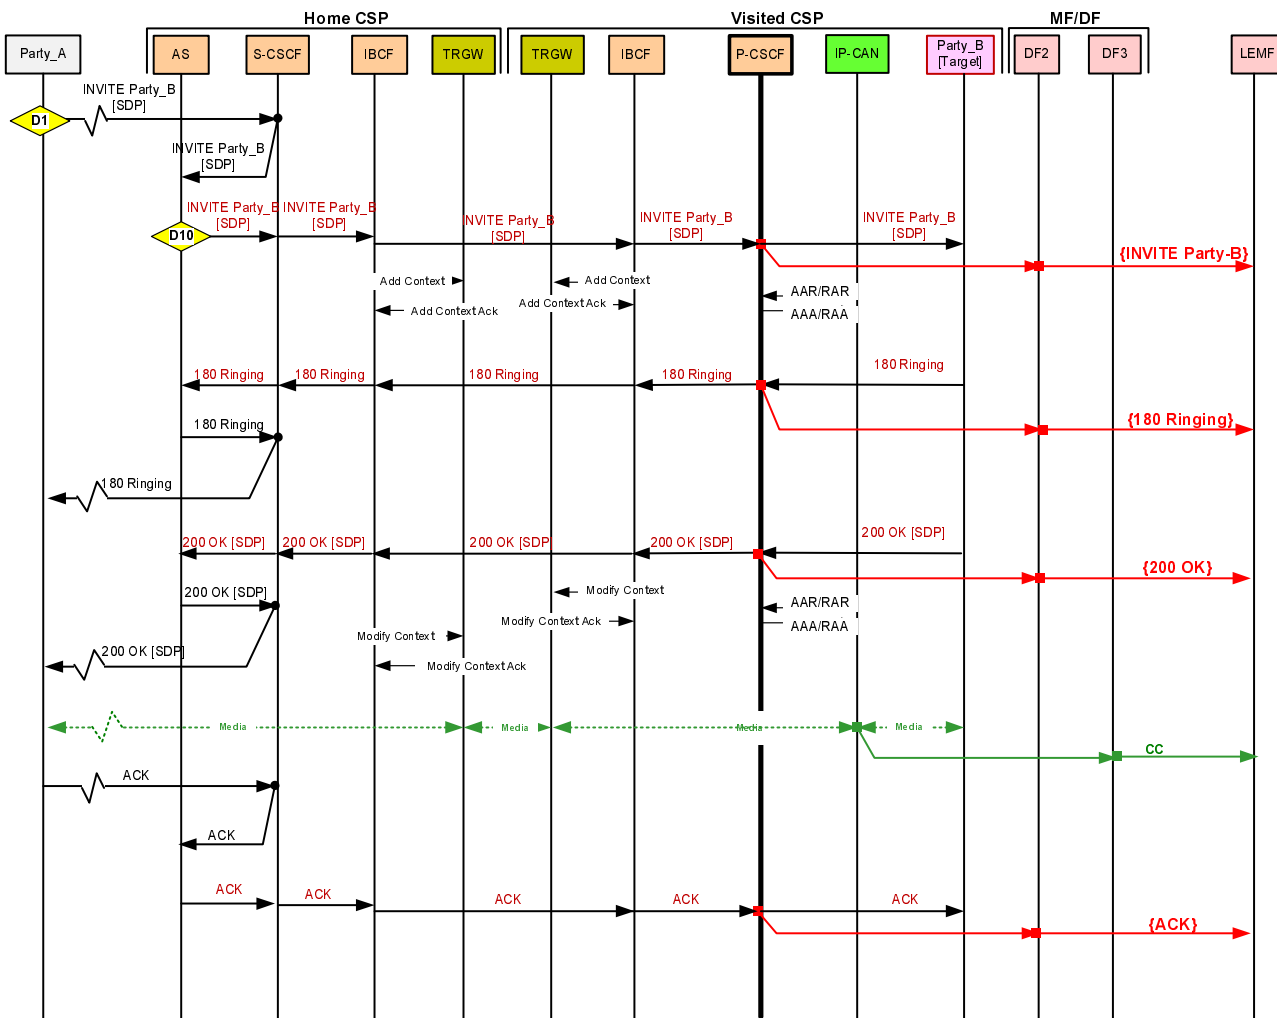 Home CSP
Visited CSP
MF/DF
Party_A
AS
S-CSCF
IBCF
TRGW
TRGW
IBCF
P-CSCF
IP-CAN
Party_B
[Target]
DF2
DF3
LEMF
INVITE Party_B
[SDP]
D1
INVITE Party_B
[SDP]
D10
INVITE Party_B
[SDP]
INVITE Party_B
[SDP]
NVITE Party_B
[SDP]
INVITE Party_B
[SDP]
INVITE Party_B
[SDP]
{INVITE Party-B}
Add Context
Add Context
AAR/RAR
Add Context Ack
Add Context Ack
AAA/RAA
180 Ringing
180 Ringing
180 Ringing
180 Ringing
180 Ringing
180 Ringing
{180 Ringing}
180 Ringing
200 OK [SDP]
200 OK [SDP]
200 OK [SDP]
200 OK [SDP]
200 OK [SDP]
{200 OK}
200 OK [SDP]
Modify Context
AAR/RAR
Modify Context Ack
AAA/RAA
Modify Context
200 OK [SDP]
Modify Context Ack
Media
Media
Media
Media
CC
ACK
ACK
ACK
ACK
ACK
ACK
ACK
{ACK}